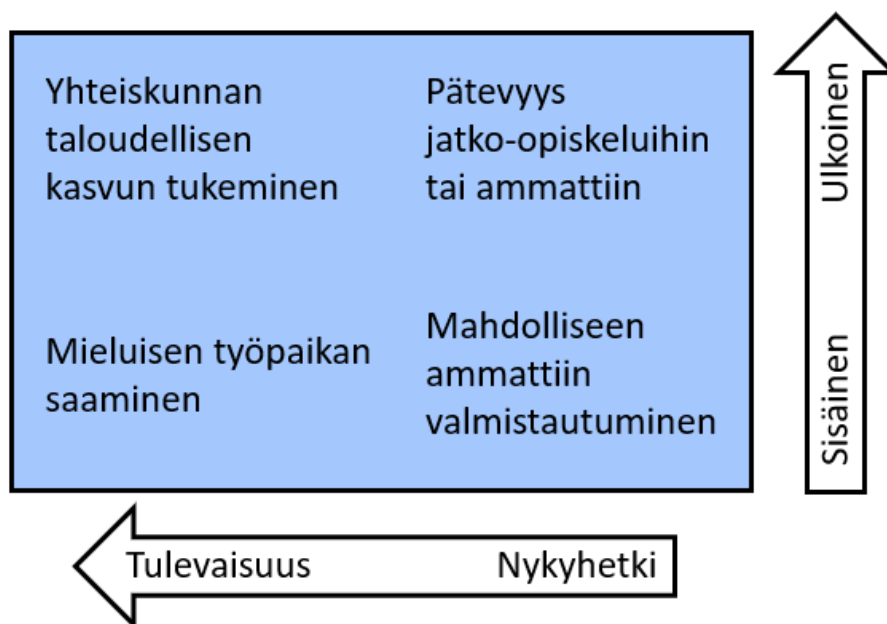 Yhteiskunnan
taloudellisen
kasvun tukeminen
Pätevyys
jatko-opiskeluihin
tai ammattiin
Mieluisen työpaikan
saaminen
Mahdolliseen
ammattiin
valmistautuminen
Ulkoinen
Sisäinen
Tulevaisuus
Nykyhetki